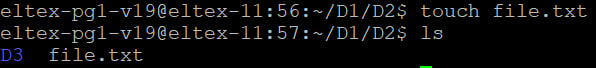 eltex-pg1-v19@eltex-11:56:~/D1/D2$ touch file.txt
eltex-pg1-v19@eltex-11:57:~/D1/D2$ ls
D3  file.txt